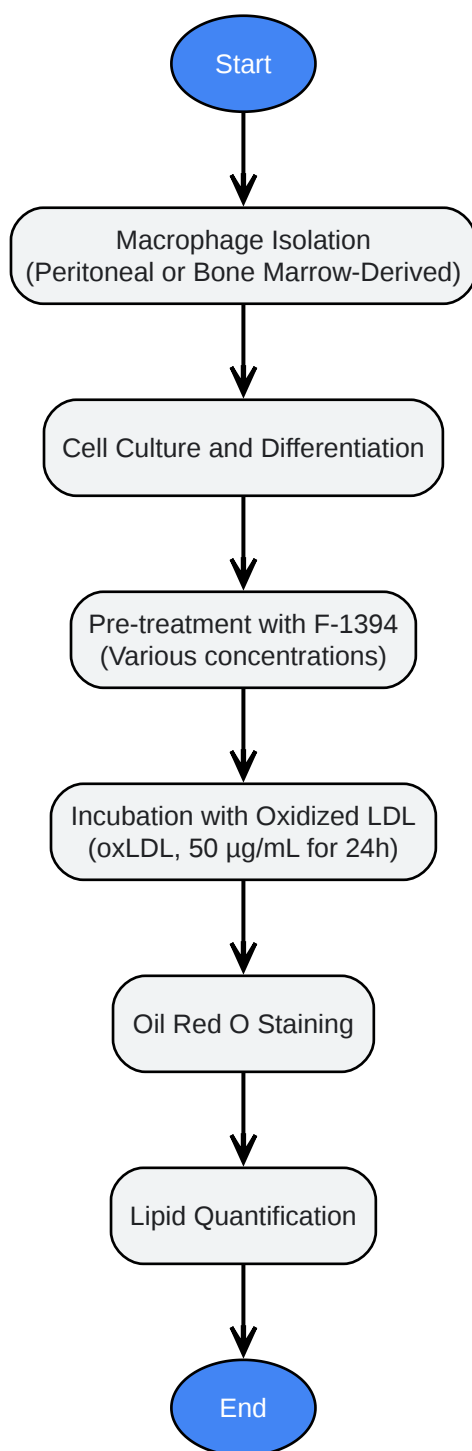 Start
Macrophage Isolation
(Peritoneal or Bone Marrow-Derived)
Cell Culture and Differentiation
Pre-treatment with F-1394
(Various concentrations)
Incubation with Oxidized LDL
(oxLDL, 50 µg/mL for 24h)
Oil Red O Staining
Lipid Quantification
End